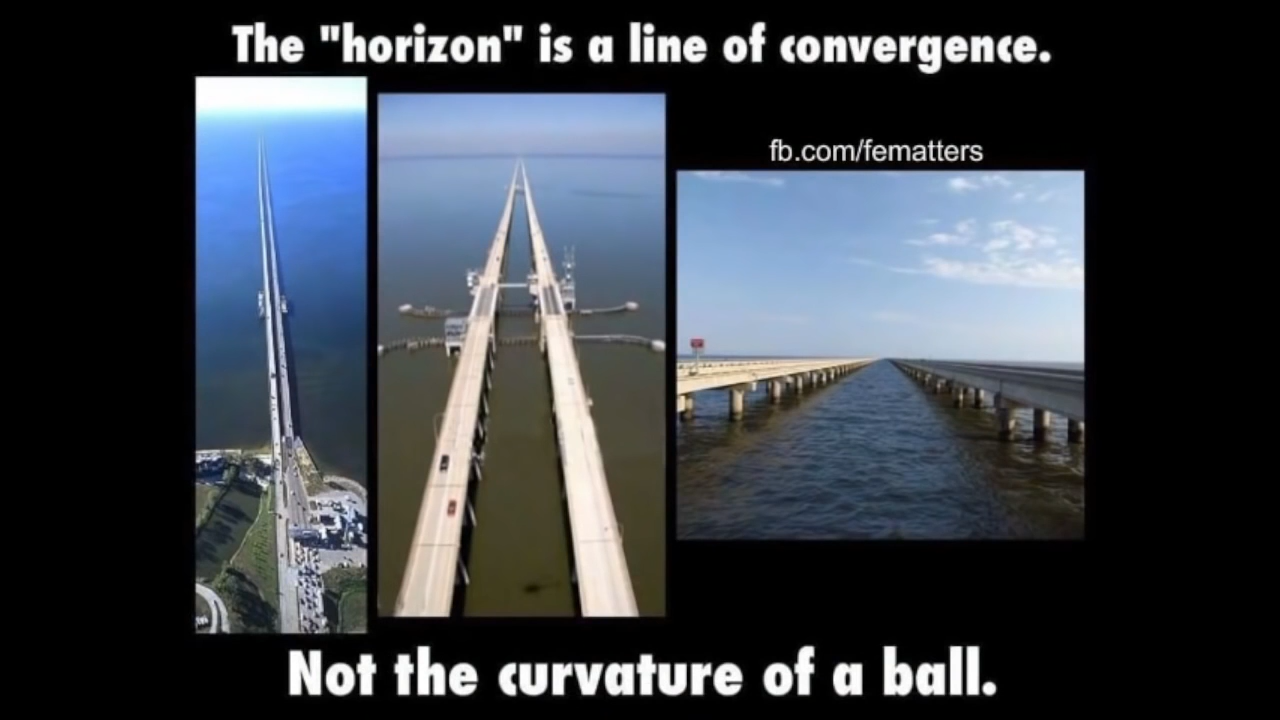 The "horizon" is a line of convergence.
fb.com/fematters
Not the curvature of a ball.